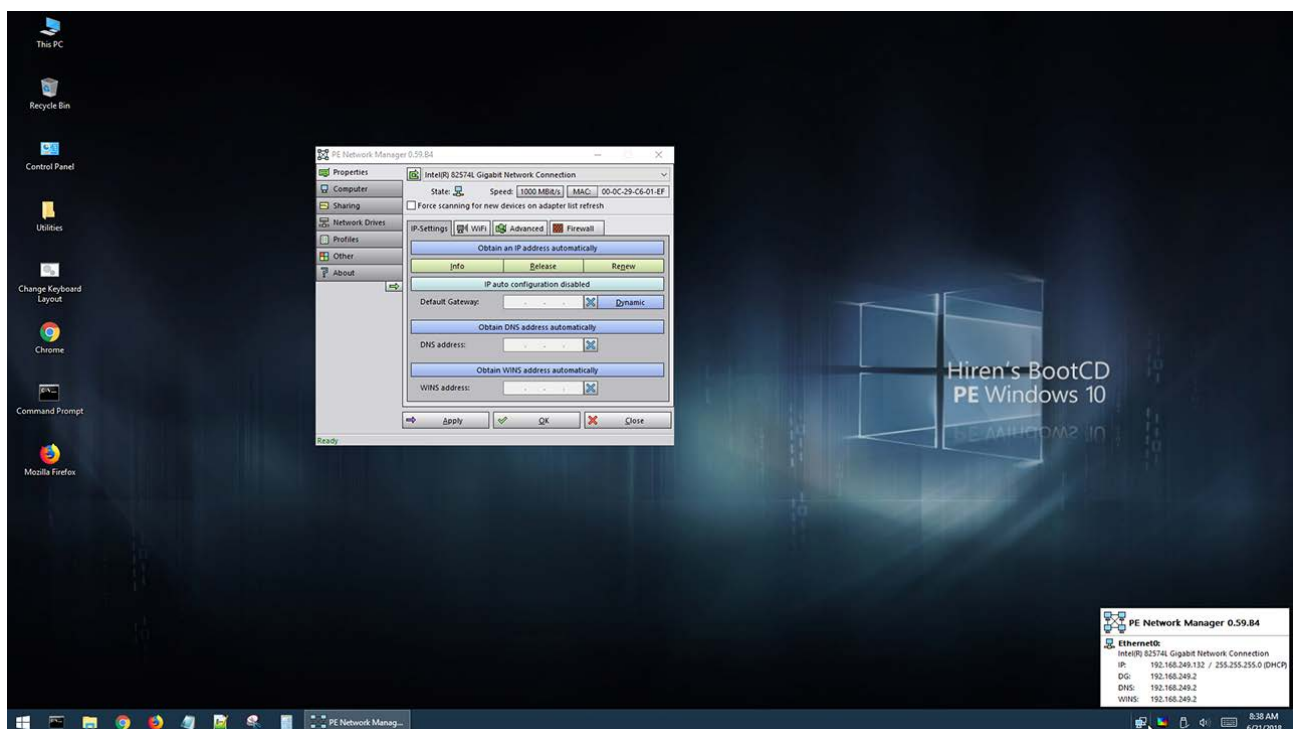 This PC
Recycle Bin
Control Panel
Utilities
Change Keyboard
Layout
Chrome
Command Prompt
Mozilla Firefox
PE Network Manager 0.59.B4
Properties
Computer
Sharing
Network Drives
Profiles
Other
About
Intel(R) 82574L Gigabit Network Connection
State: Speed: 1000 MBit/s MAC: 00-0C-29-C6-01-EF
Force scanning for new devices on adapter list refresh
IP-Settings WiFi Advanced Firewall
Obtain an IP address automatically
Info Release Renew
IP auto configuration disabled
Default Gateway: Dynamic
Obtain DNS address automatically
DNS address:
Obtain WINS address automatically
WINS address:
Apply OK Close
Ready
Hiren's BootCD
PE Windows 10
PE Network Manager 0.59.B4
Ethernet0:
Intel(R) 82574L Gigabit Network Connection
IP: 192.168.249.132 / 255.255.255.0 (DHCP)
DG: 192.168.249.2
DNS: 192.168.249.2
WINS: 192.168.249.2
PE Network Manag...
8:38 AM
6/21/2018